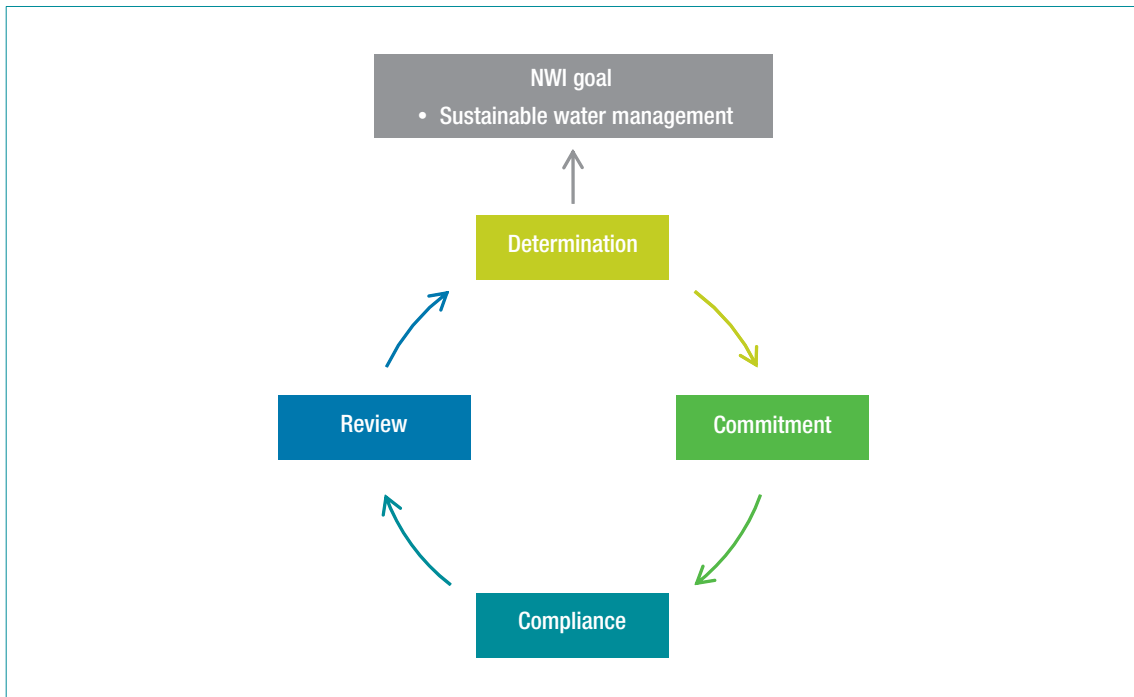 NWI goal
• Sustainable water management
Determination
Review
Commitment
Compliance